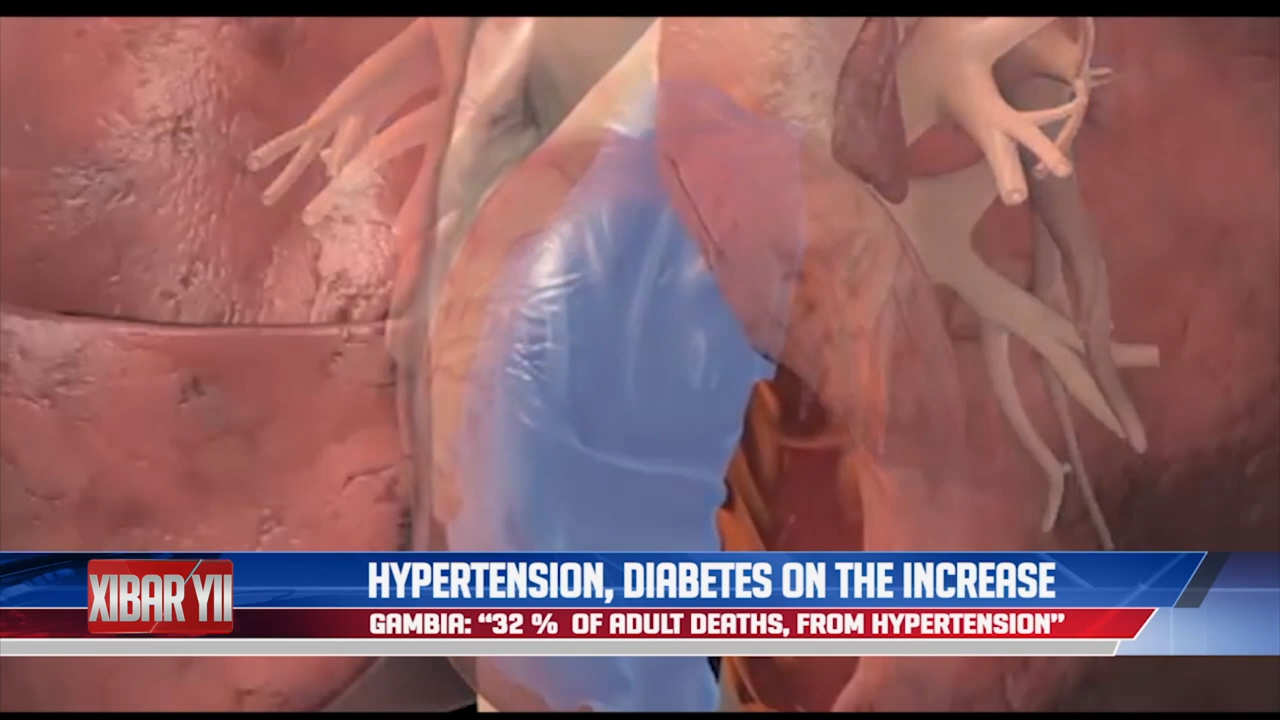 XIBAR YII
HYPERTENSION, DIABETES ON THE INCREASE
GAMBIA: “32 % OF ADULT DEATHS, FROM HYPERTENSION”